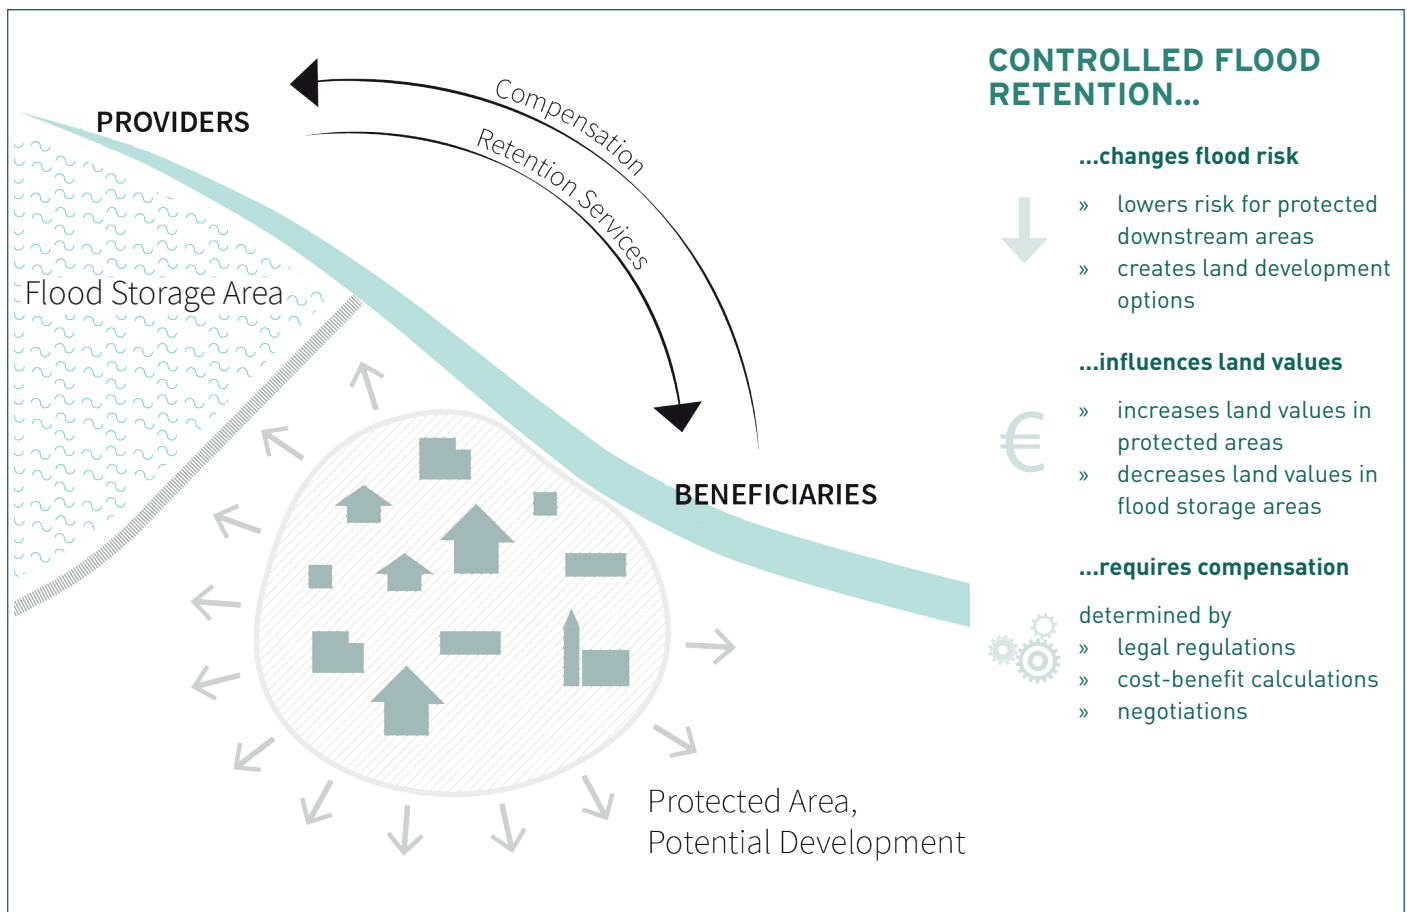 PROVIDERS
Compensation
Retention Services
Flood Storage Area
BENEFICIARIES
Protected Area,
Potential Development
CONTROLLED FLOOD
RETENTION...
...changes flood risk
» lowers risk for protected
downstream areas
» creates land development
options
...influences land values
€
» increases land values in
protected areas
» decreases land values in
flood storage areas
...requires compensation
determined by
» legal regulations
» cost-benefit calculations
» negotiations